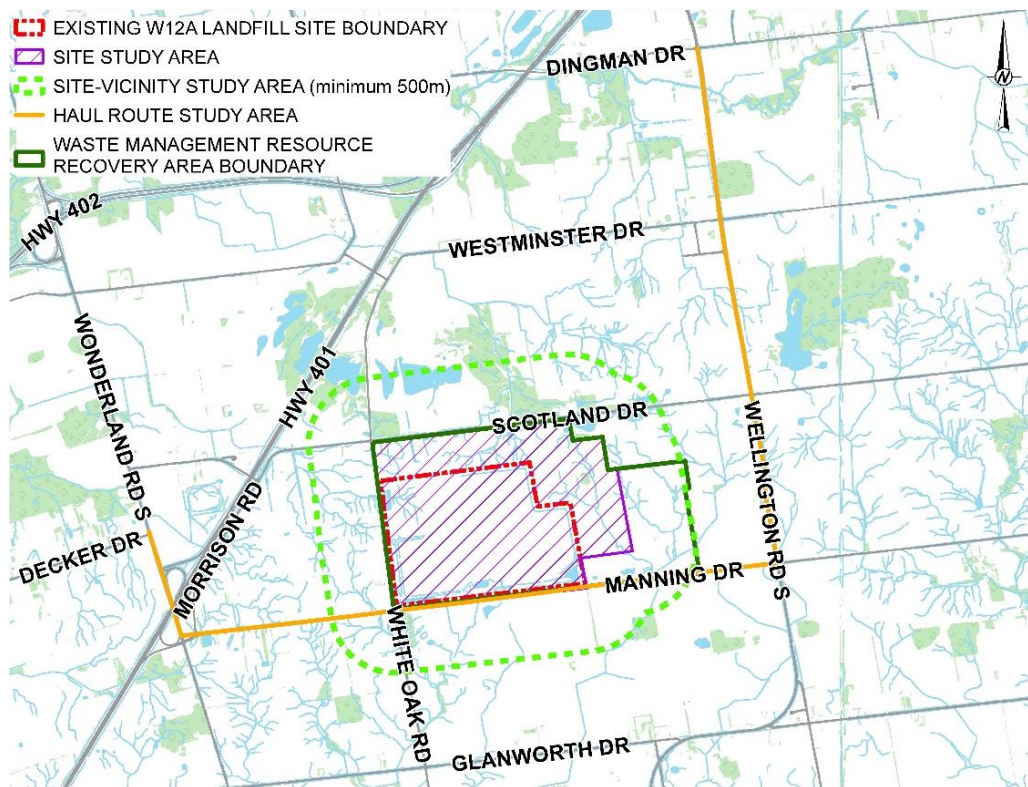 EXISTING W12A LANDFILL SITE BOUNDARY
SITE STUDY AREA
SITE-VICINITY STUDY AREA (minimum 500m)
HAUL ROUTE STUDY AREA
WASTE MANAGEMENT RESOURCE
RECOVERY AREA BOUNDARY
DINGMAN DR
N
HWY 402
WESTMINSTER DR
WONDERLAND RD S
HWY 401
SCOTLAND DR
WELLINGTON RD S
DECKER DR
MORRISON RD
MANNING DR
WHITE OAK RD
GLANWORTH DR